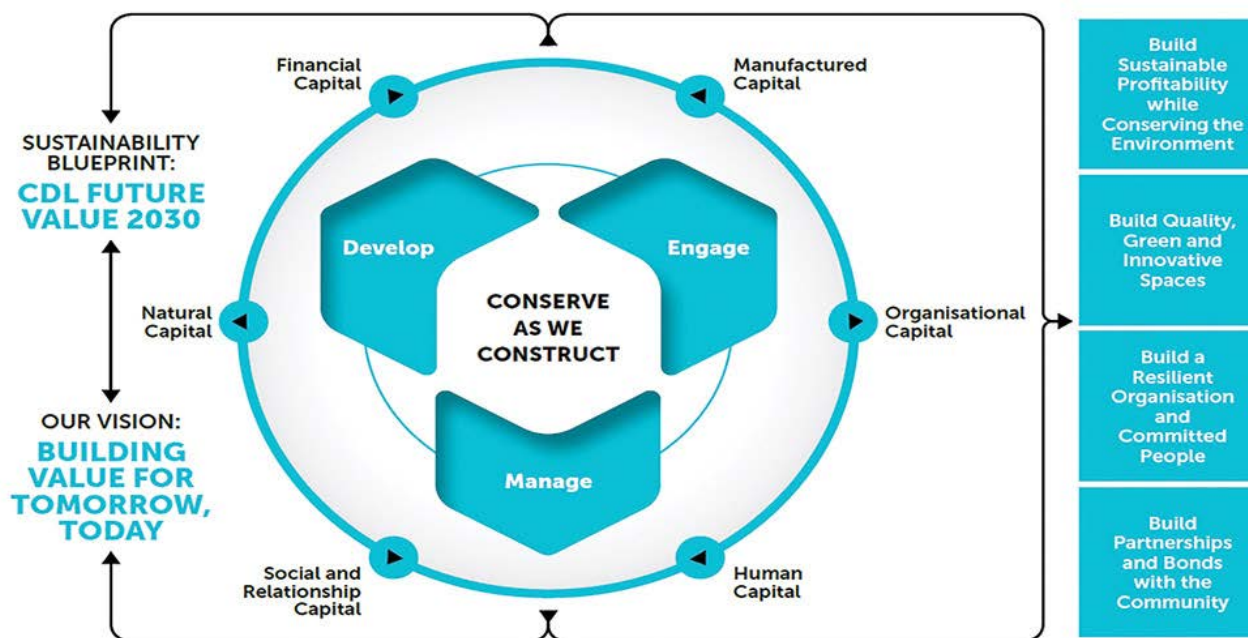 Financial
Capital
Manufactured
Capital
SUSTAINABILITY
BLUEPRINT:
CDL FUTURE
VALUE 2030
Develop
Engage
CONSERVE
AS WE
CONSTRUCT
Natural
Capital
Organisational
Capital
OUR VISION:
BUILDING
VALUE FOR
TOMORROW,
TODAY
Manage
Social and
Relationship
Capital
Human
Capital
Build
Sustainable
Profitability
while
Conserving the
Environment
Build Quality,
Green and
Innovative
Spaces
Build a
Resilient
Organisation
and
Committed
People
Build
Partnerships
and Bonds
with the
Community